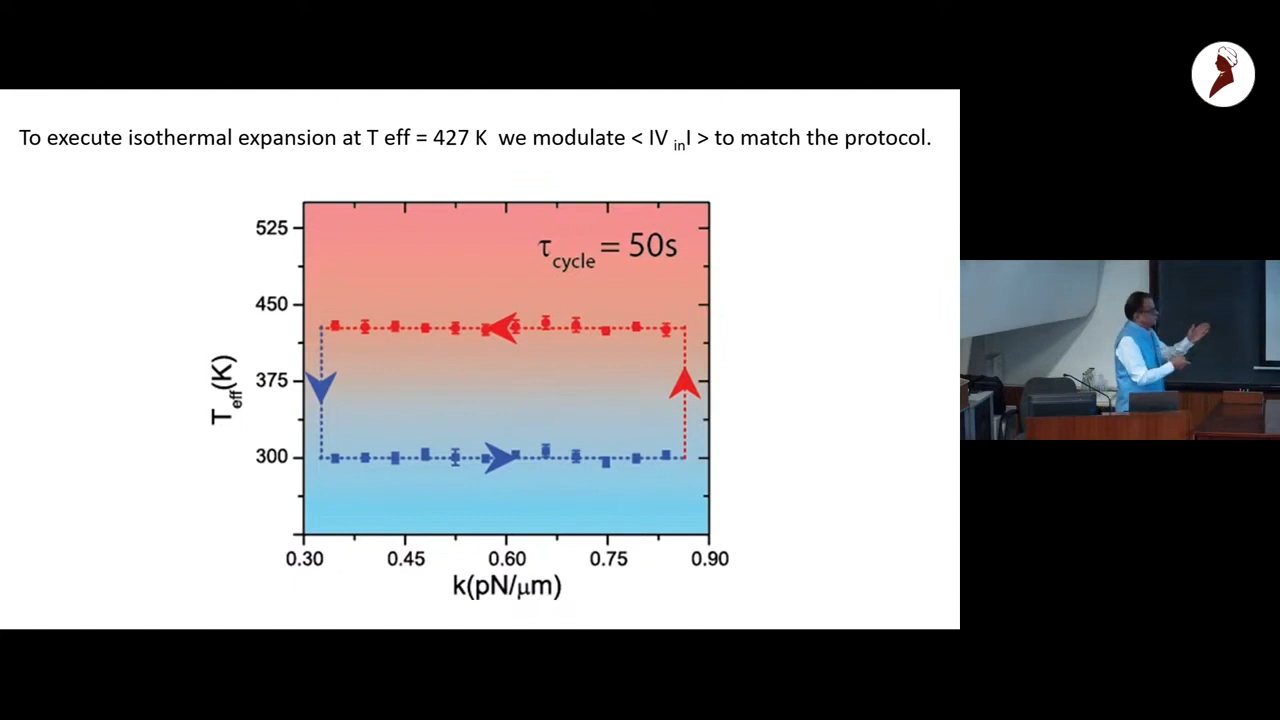 To execute isothermal expansion at T eff = 427 K we modulate < IV inI > to match the protocol.
τcycle = 50s
525
450
375
300
Teff(K)
0.30
0.45
0.60
0.75
0.90
k(pN/μm)